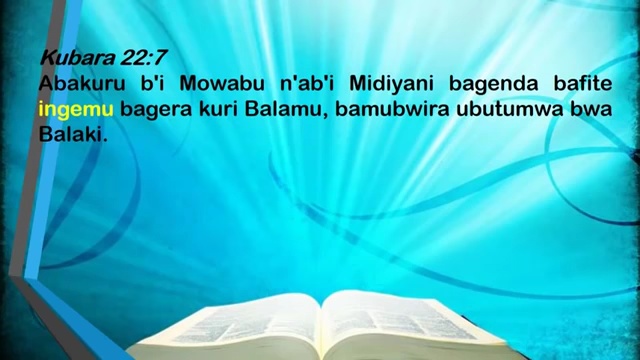 Kubara 22:7
Abakuru b'i Mowabu n'ab'i Midiyani bagenda bafite
ingemu bagera kuri Balamu, bamubwira ubutumwa bwa
Balaki.